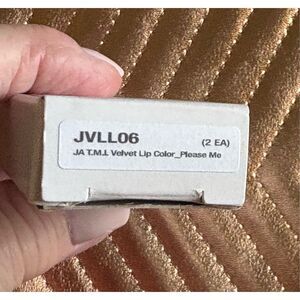 JVLL06 (2 EA)
JA T.M.I. Velvet Lip Color_Please Me